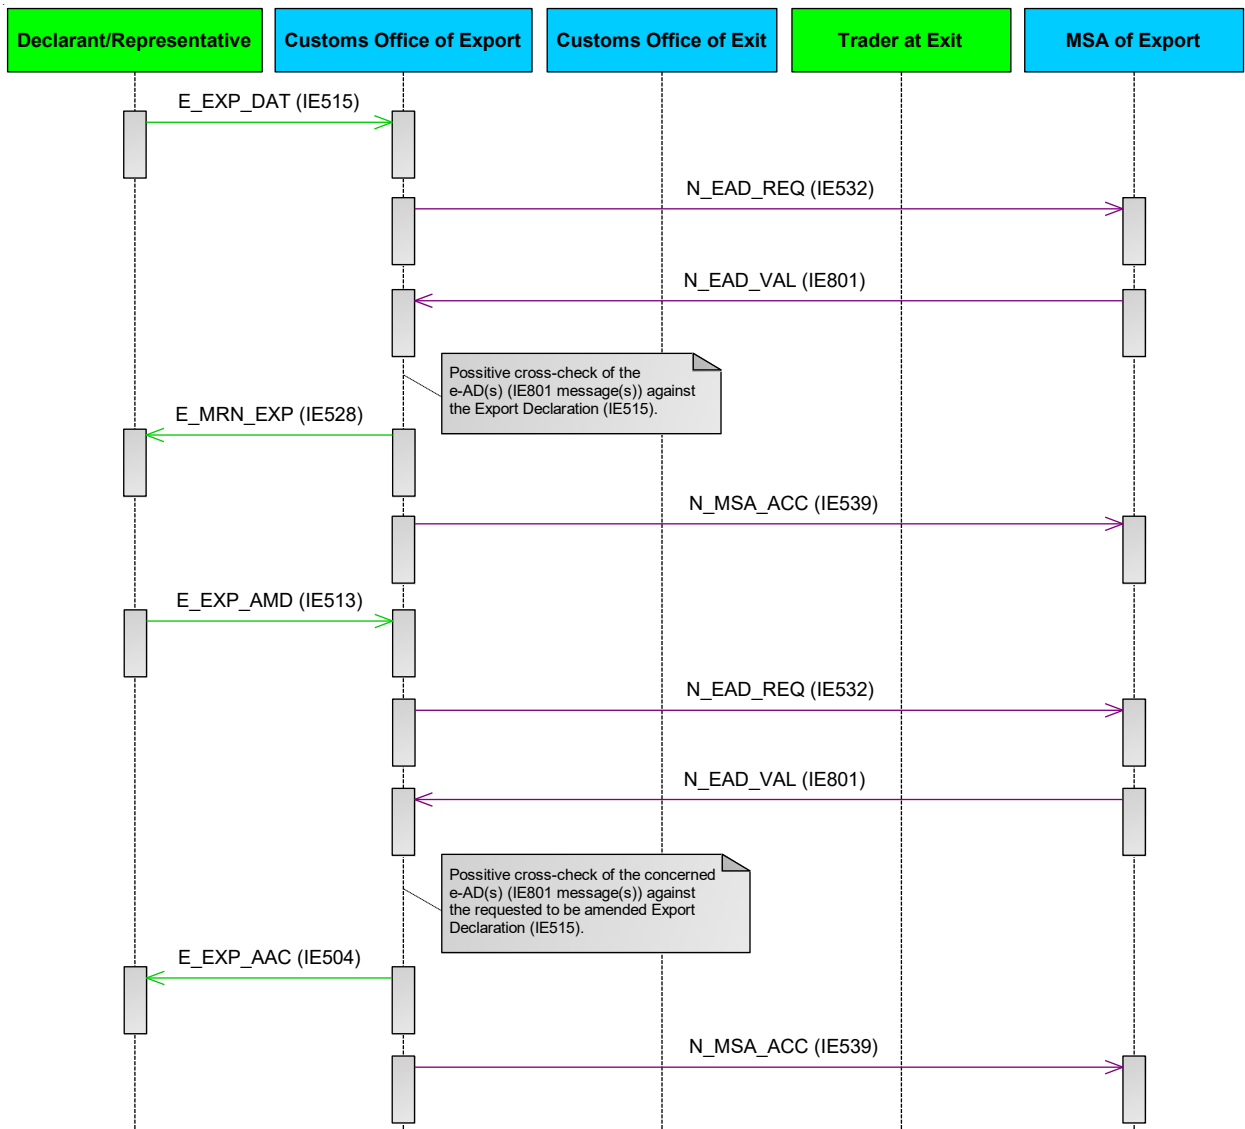 Declarant/Representative
Customs Office of Export
Customs Office of Exit
Trader at Exit
MSA of Export
E_EXP_DAT (IE515)
N_EAD_REQ (IE532)
N_EAD_VAL (IE801)
Possitive cross-check of the
e-AD(s) (IE801 message(s)) against
the Export Declaration (IE515).
E_MRN_EXP (IE528)
N_MSA_ACC (IE539)
E_EXP_AMD (IE513)
N_EAD_REQ (IE532)
N_EAD_VAL (IE801)
Possitive cross-check of the concerned
e-AD(s) (IE801 message(s)) against
the requested to be amended Export
Declaration (IE515).
E_EXP_AAC (IE504)
N_MSA_ACC (IE539)